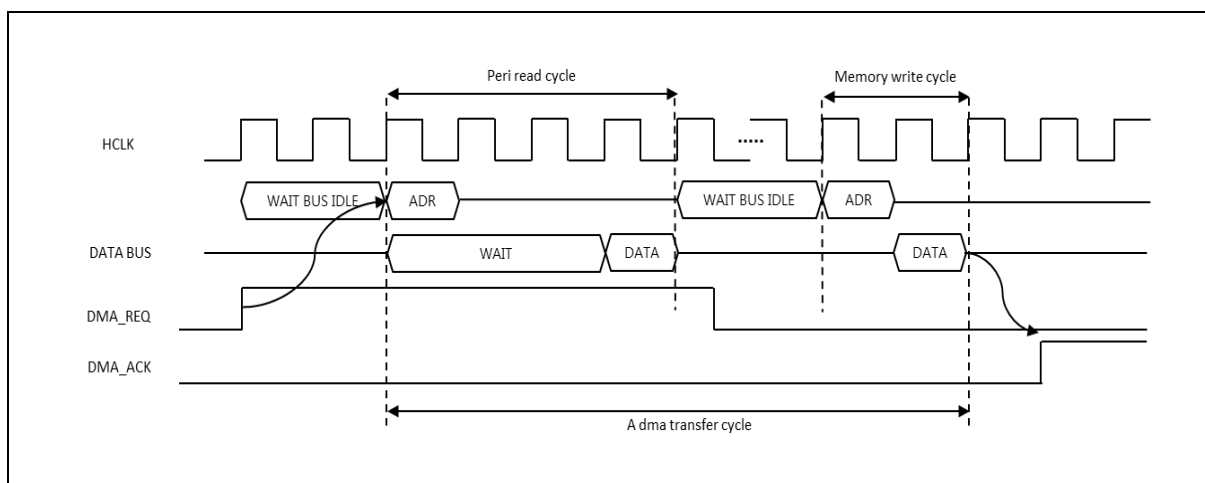 Peri read cycle
Memory write cycle
HCLK
.....
WAIT BUS IDLE
ADR
WAIT BUS IDLE
ADR
DATA BUS
WAIT
DATA
DATA
DMA_REQ
DMA_ACK
A dma transfer cycle